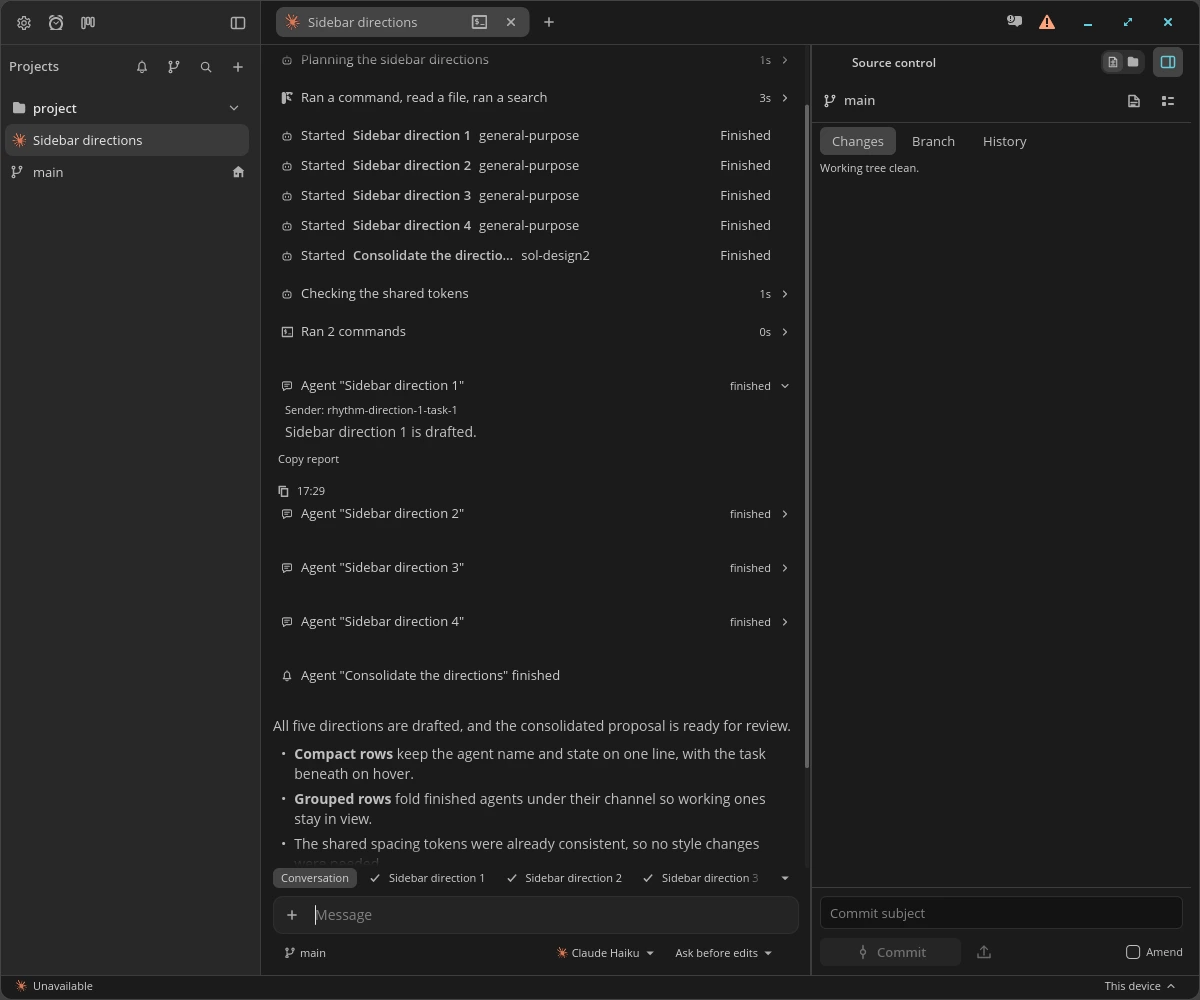 Sidebar directions
Projects
project
Sidebar directions
main
Planning the sidebar directions 1s
Ran a command, read a file, ran a search 3s
Started Sidebar direction 1 general-purpose Finished
Started Sidebar direction 2 general-purpose Finished
Started Sidebar direction 3 general-purpose Finished
Started Sidebar direction 4 general-purpose Finished
Started Consolidate the directio... sol-design2 Finished
Checking the shared tokens 1s
Ran 2 commands 0s
Agent "Sidebar direction 1" finished
Sender: rhythm-direction-1-task-1
Sidebar direction 1 is drafted.
Copy report
17:29
Agent "Sidebar direction 2" finished
Agent "Sidebar direction 3" finished
Agent "Sidebar direction 4" finished
Agent "Consolidate the directions" finished
All five directions are drafted, and the consolidated proposal is ready for review.
• Compact rows keep the agent name and state on one line, with the task
beneath on hover.
• Grouped rows fold finished agents under their channel so working ones
stay in view.
• The shared spacing tokens were already consistent, so no style changes
were needed
Conversation Sidebar direction 1 Sidebar direction 2 Sidebar direction 3
Message
main Claude Haiku Ask before edits
Source control
main
Changes Branch History
Working tree clean.
Commit subject
Commit Amend
Unavailable This device